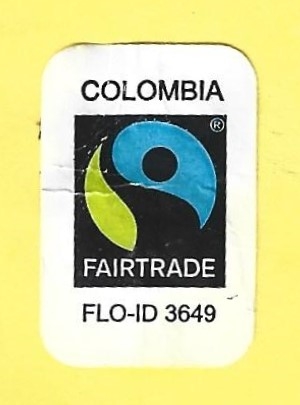 COLOMBIA
®
FAIRTRADE
FLO-ID 3649